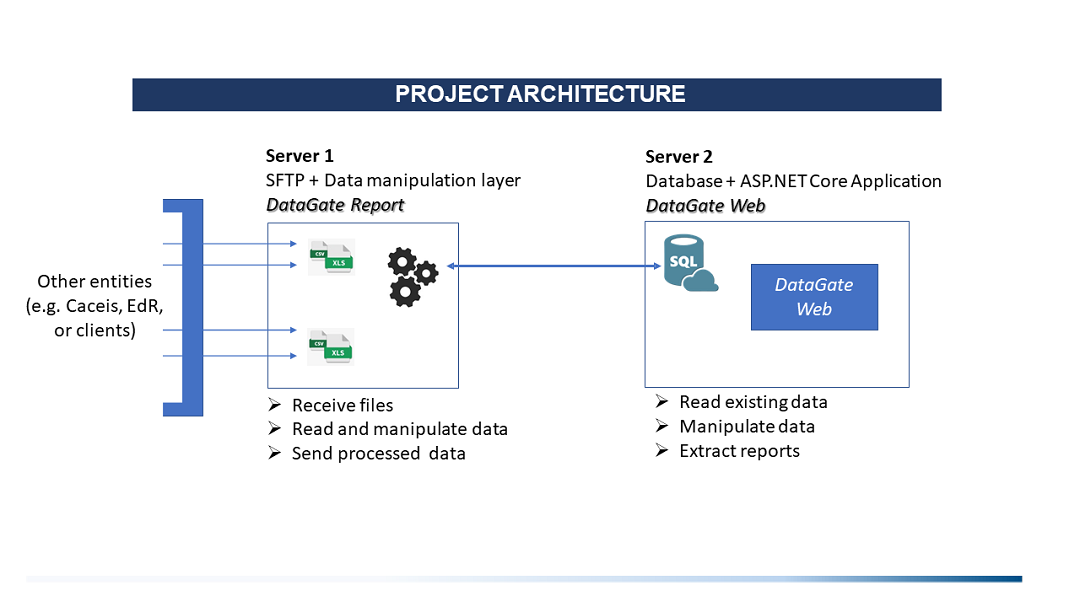 PROJECT ARCHITECTURE
Server 1
SFTP + Data manipulation layer
DataGate Report
Server 2
Database + ASP.NET Core Application
DataGate Web
Other entities
(e.g. Caceis, EdR,
or clients)
CSV
XLS
CSV
XLS
SQL
DataGate
Web
Receive files
Read and manipulate data
Send processed data
Read existing data
Manipulate data
Extract reports